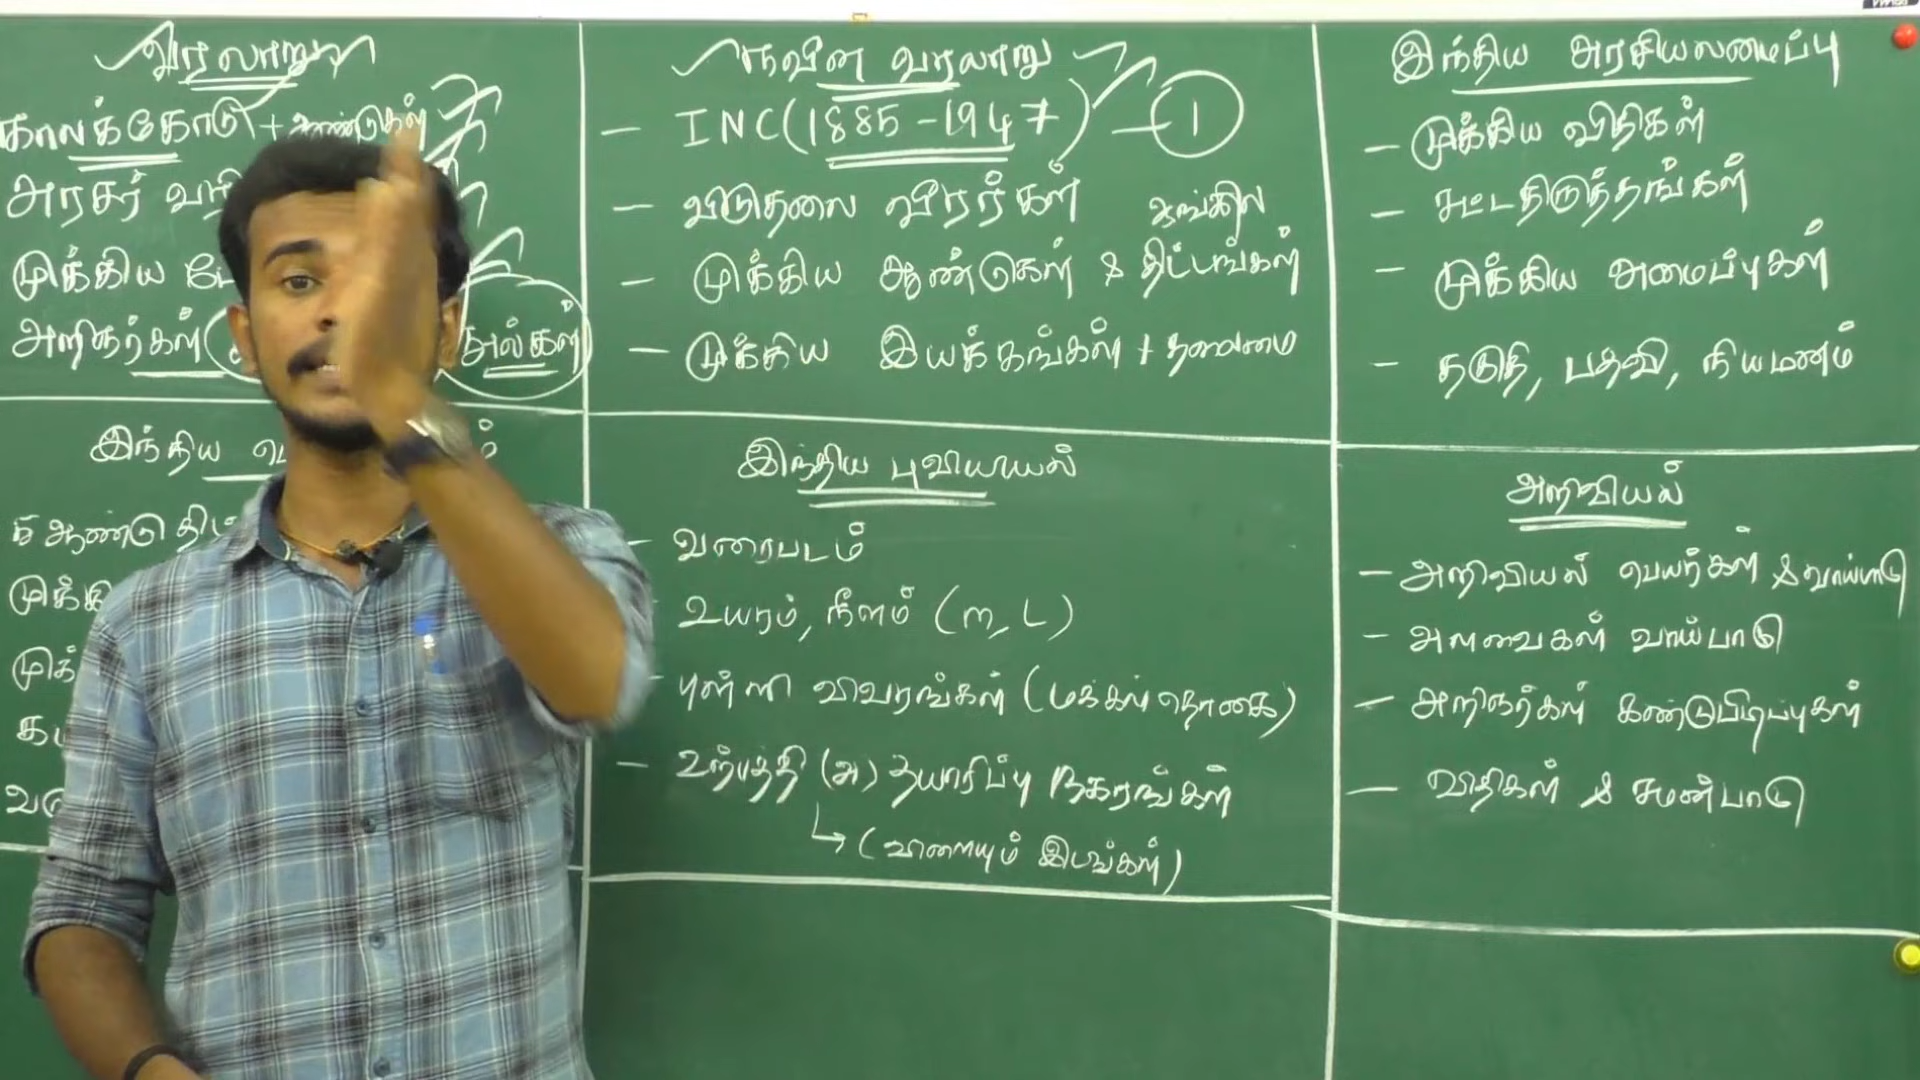 வரலாறு
காலக்கோடு + ஆண்டுகள்
அரசர்
முக்கிய
அறிஞர்கள்
நவீன வரலாறு
- INC (1885 - 1947) - 1
- விடுதலை வீரர்கள்
- முக்கிய ஆண்டுகள் & திட்டங்கள்
- முக்கிய இயக்கங்கள் + தலைமை
இந்திய அரசியலமைப்பு
- முக்கிய விதிகள்
- சட்டதிருத்தங்கள்
- முக்கிய அமைப்புகள்
- தகுதி, பதவி, நியமனம்
இந்திய
5 ஆண்டு
இந்திய புவியியல்
- வரைபடம்
- உயரம், நீளம் (m, L)
- புள்ளி விவரங்கள் (மக்கள்தொகை)
- உற்பத்தி (அ) தயாரிப்பு நகரங்கள்
(விளையும் இடங்கள்)
அறிவியல்
- அறிவியல் பெயர்கள் & வாய்பாடு
- அளவைகள் வாய்பாடு
- அறிஞர்கள் கண்டுபிடிப்புகள்
- விதிகள் & சமன்பாடு